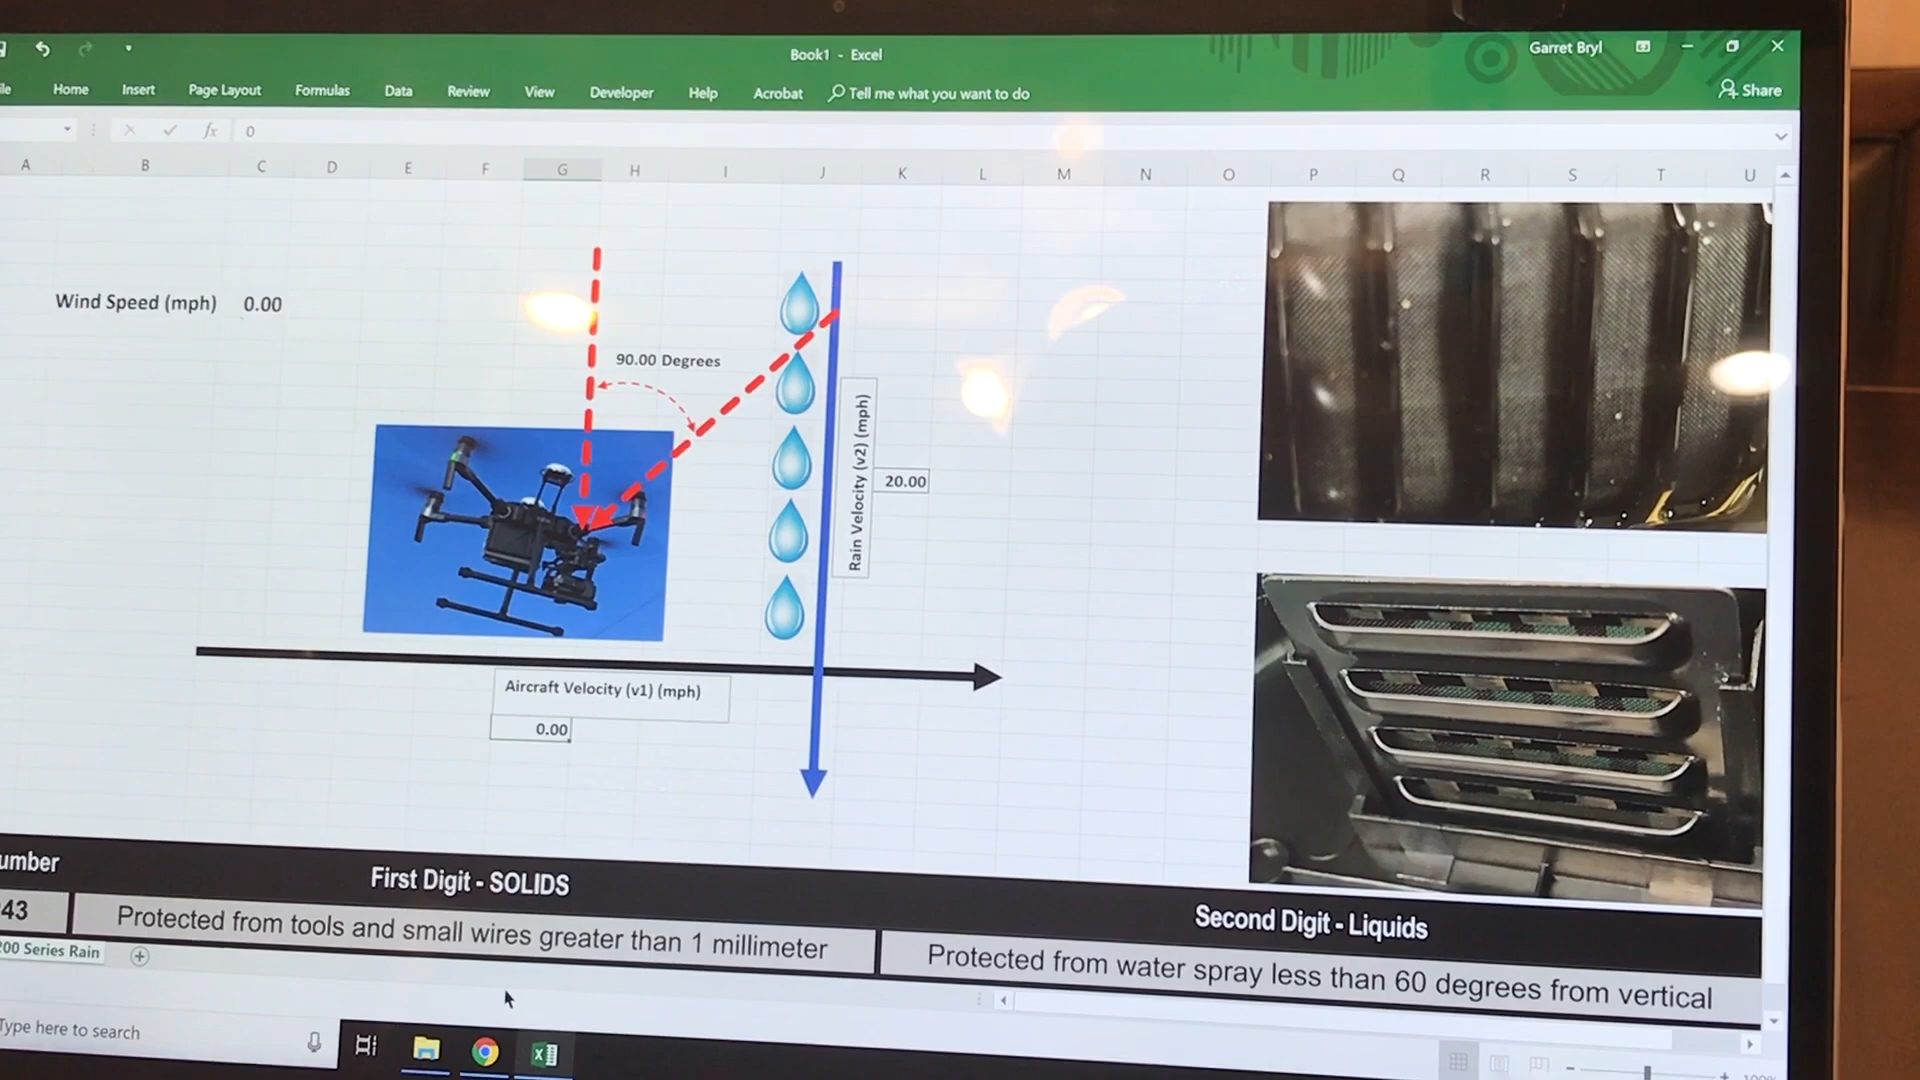 Book1 - Excel
Garret Bryl
Home Insert Page Layout Formulas Data Review View Developer Help Acrobat Tell me what you want to do Share
fx 0
A B C D E F G H I J K L M N O P Q R S T U
Wind Speed (mph) 0.00
90.00 Degrees
Rain Velocity (v2) (mph)
20.00
Aircraft Velocity (v1) (mph)
0.00
First Digit - SOLIDS
Second Digit - Liquids
43
Protected from tools and small wires greater than 1 millimeter
Protected from water spray less than 60 degrees from vertical
00 Series Rain
Type here to search